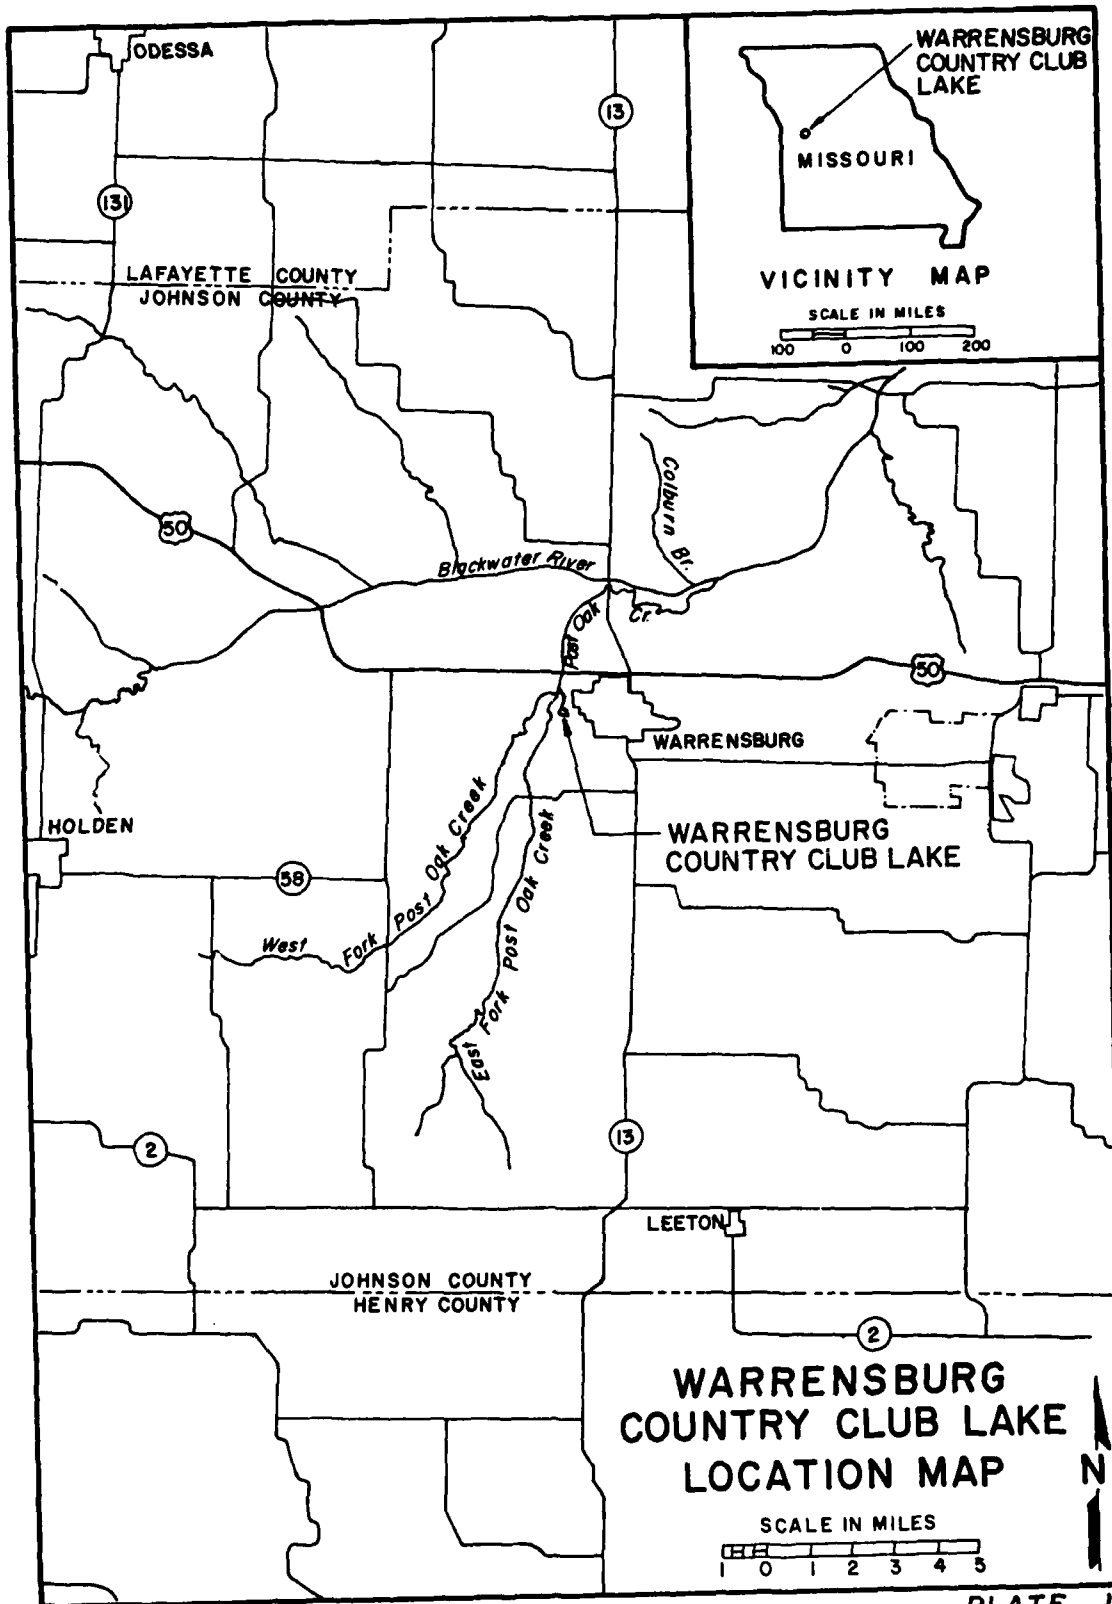 ODESSA
13
WARRENSBURG
COUNTRY CLUB
LAKE
MISSOURI
VICINITY MAP
SCALE IN MILES
100 0 100 200
131
LAFAYETTE COUNTY
JOHNSON COUNTY
50
Colburn Br.
Blackwater River
Post Oak Cr.
50
WARRENSBURG
HOLDEN
WARRENSBURG
COUNTRY CLUB LAKE
58
West Fork Post Oak Creek
East Fork Post Oak Creek
2
13
LEETON
JOHNSON COUNTY
HENRY COUNTY
2
WARRENSBURG
COUNTRY CLUB LAKE
LOCATION MAP
N
SCALE IN MILES
1 0 1 2 3 4 5